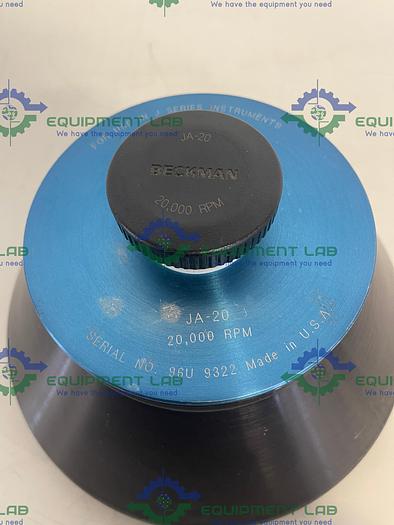 FOR J SERIES INSTRUMENTS
JA-20
BECKMAN
20,000 RPM
JA-20
20,000 RPM
SERIAL NO. 96U 9322 Made in U.S.A.
EQUIPMENT LAB
We have the equipment you need